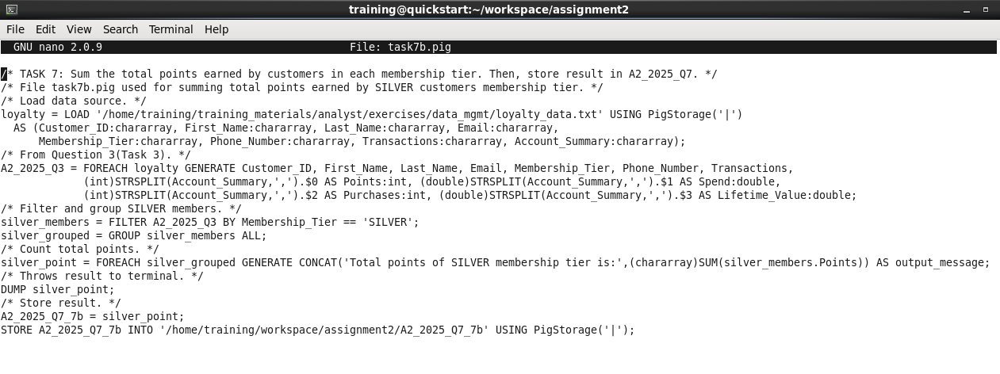 training@quickstart:~/workspace/assignment2
File Edit View Search Terminal Help
GNU nano 2.0.9 File: task7b.pig
/* TASK 7: Sum the total points earned by customers in each membership tier. Then, store result in A2_2025_Q7. */
/* File task7b.pig used for summing total points earned by SILVER customers membership tier. */
/* Load data source. */
loyalty = LOAD '/home/training/training_materials/analyst/exercises/data_mgmt/loyalty_data.txt' USING PigStorage('|')
  AS (Customer_ID:chararray, First_Name:chararray, Last_Name:chararray, Email:chararray,
      Membership_Tier:chararray, Phone_Number:chararray, Transactions:chararray, Account_Summary:chararray);
/* From Question 3(Task 3). */
A2_2025_Q3 = FOREACH loyalty GENERATE Customer_ID, First_Name, Last_Name, Email, Membership_Tier, Phone_Number, Transactions,
             (int)STRSPLIT(Account_Summary,',').$0 AS Points:int, (double)STRSPLIT(Account_Summary,',').$1 AS Spend:double,
             (int)STRSPLIT(Account_Summary,',').$2 AS Purchases:int, (double)STRSPLIT(Account_Summary,',').$3 AS Lifetime_Value:double;
/* Filter and group SILVER members. */
silver_members = FILTER A2_2025_Q3 BY Membership_Tier == 'SILVER';
silver_grouped = GROUP silver_members ALL;
/* Count total points. */
silver_point = FOREACH silver_grouped GENERATE CONCAT('Total points of SILVER membership tier is:',(chararray)SUM(silver_members.Points)) AS output_message;
/* Throws result to terminal. */
DUMP silver_point;
/* Store result. */
A2_2025_Q7_7b = silver_point;
STORE A2_2025_Q7_7b INTO '/home/training/workspace/assignment2/A2_2025_Q7_7b' USING PigStorage('|');